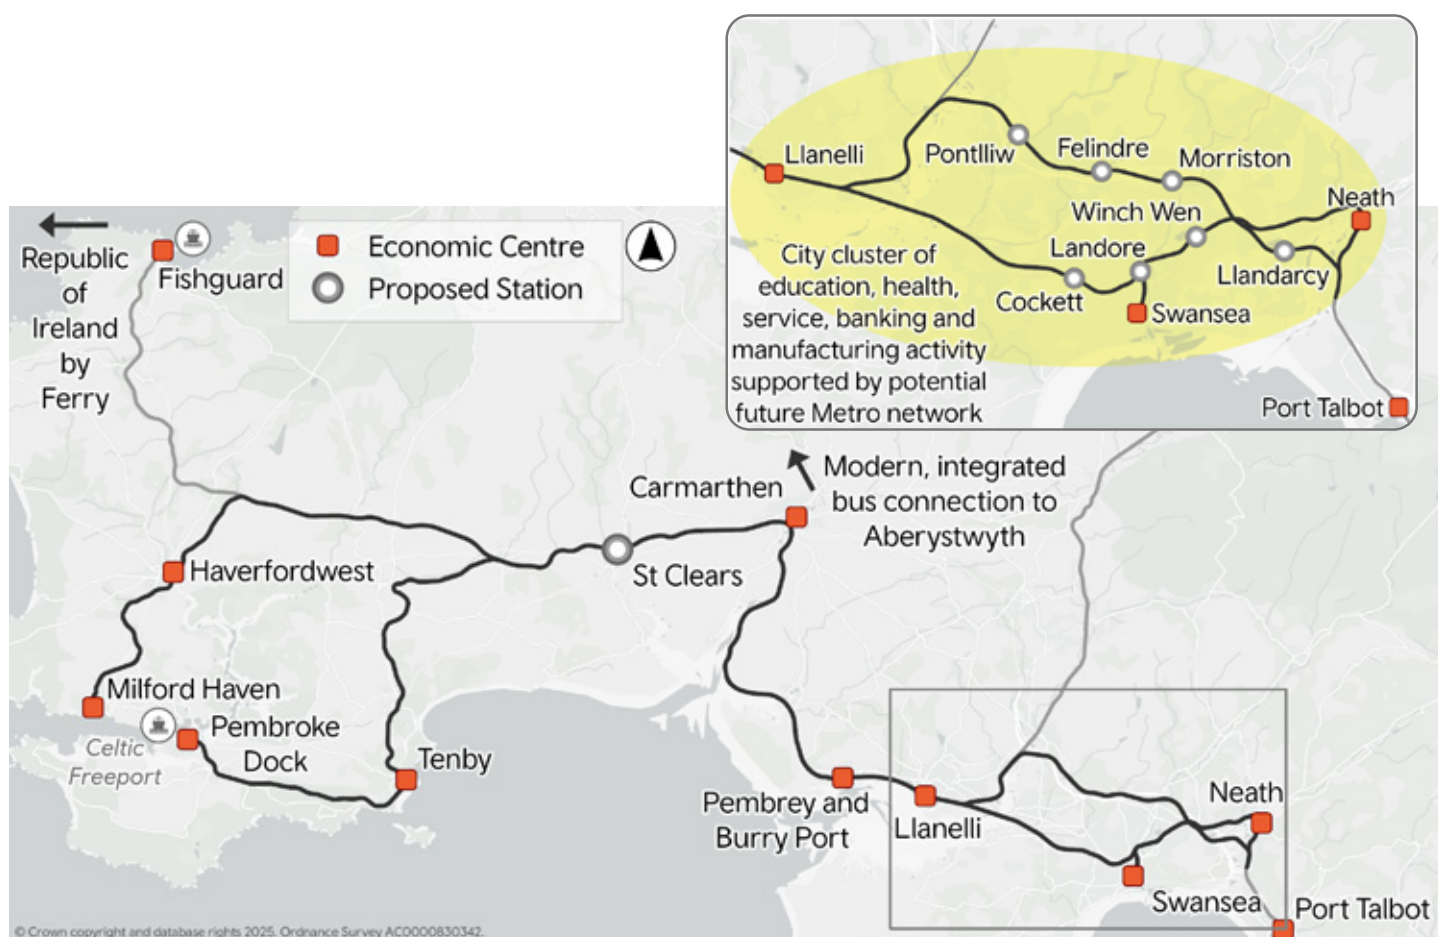 Llanelli
Pontlliw
Felindre
Morriston
Neath
Winch Wen
Landore
Llandarcy
Cockett
Swansea
Port Talbot
City cluster of
education, health,
service, banking and
manufacturing activity
supported by potential
future Metro network
Republic
of
Ireland
by
Ferry
Fishguard
Economic Centre
Proposed Station
Carmarthen
Modern, integrated
bus connection to
Aberystwyth
St Clears
Haverfordwest
Milford Haven
Pembroke
Dock
Celtic
Freeport
Tenby
Pembrey and
Burry Port
Llanelli
Neath
Swansea
Port Talbot
© Crown copyright and database rights 2025. Ordnance Survey AC0000830342.